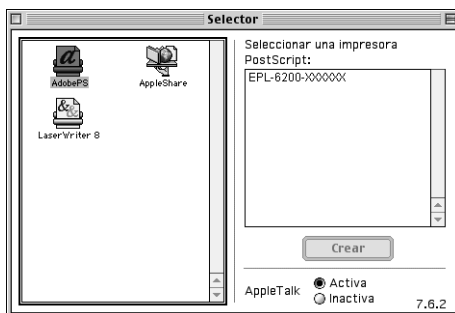 Selector
AdobePS
AppleShare
LaserWriter 8
Seleccionar una impresora
PostScript:
EPL-6200-XXXXXX
Crear
AppleTalk
Activa
Inactiva
7.6.2